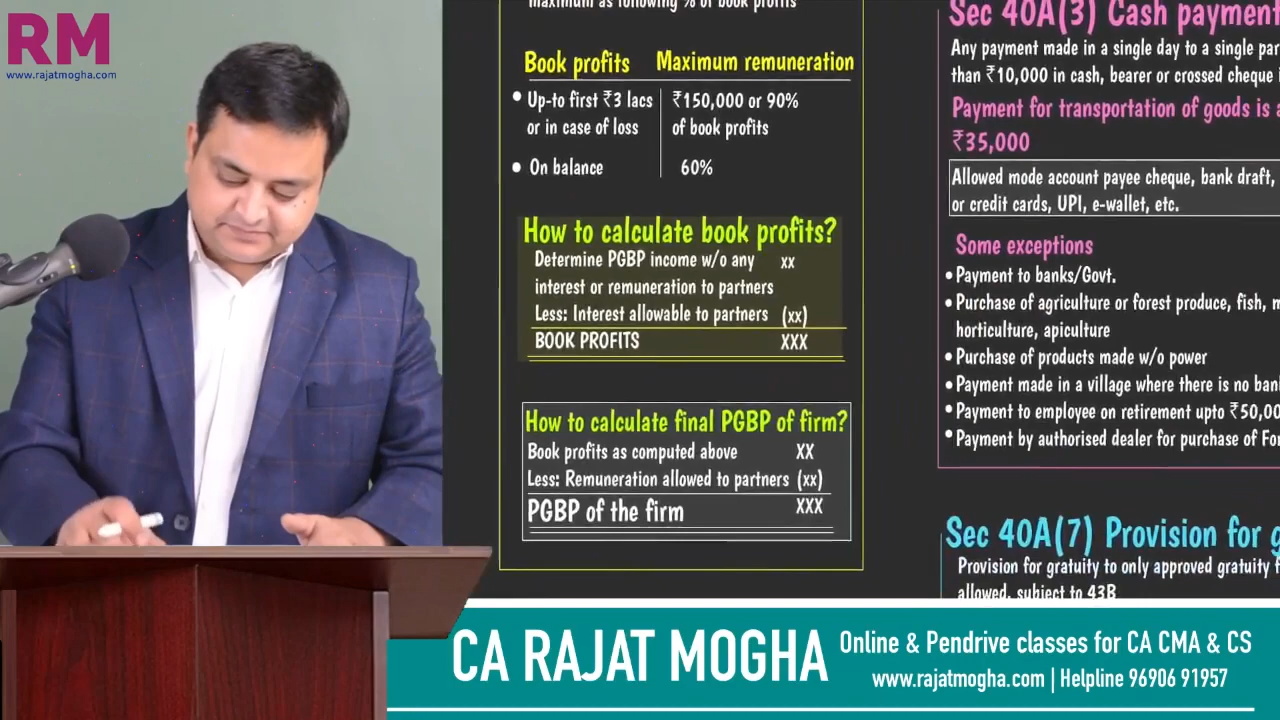 RM
www.rajatmogha.com
maximum as following % of book profits
Book profits Maximum remuneration
• Up-to first ₹3 lacs ₹150,000 or 90%
or in case of loss of book profits
• On balance 60%
How to calculate book profits?
Determine PGBP income w/o any xx
interest or remuneration to partners
Less: Interest allowable to partners (xx)
BOOK PROFITS XXX
How to calculate final PGBP of firm?
Book profits as computed above XX
Less: Remuneration allowed to partners (xx)
PGBP of the firm XXX
Sec 40A(3) Cash payment
Any payment made in a single day to a single
than ₹10,000 in cash, bearer or crossed cheque
Payment for transportation of goods is
₹35,000
Allowed mode account payee cheque, bank draft,
or credit cards, UPI, e-wallet, etc.
Some exceptions
• Payment to banks/Govt.
• Purchase of agriculture or forest produce, fish,
horticulture, apiculture
• Purchase of products made w/o power
• Payment made in a village where there is no
• Payment to employee on retirement upto
• Payment by authorised dealer for purchase of
Sec 40A(7) Provision for
Provision for gratuity to only approved gratuity
allowed, subject to 43B
CA RAJAT MOGHA
Online & Pendrive classes for CA CMA & CS
www.rajatmogha.com | Helpline 96906 91957